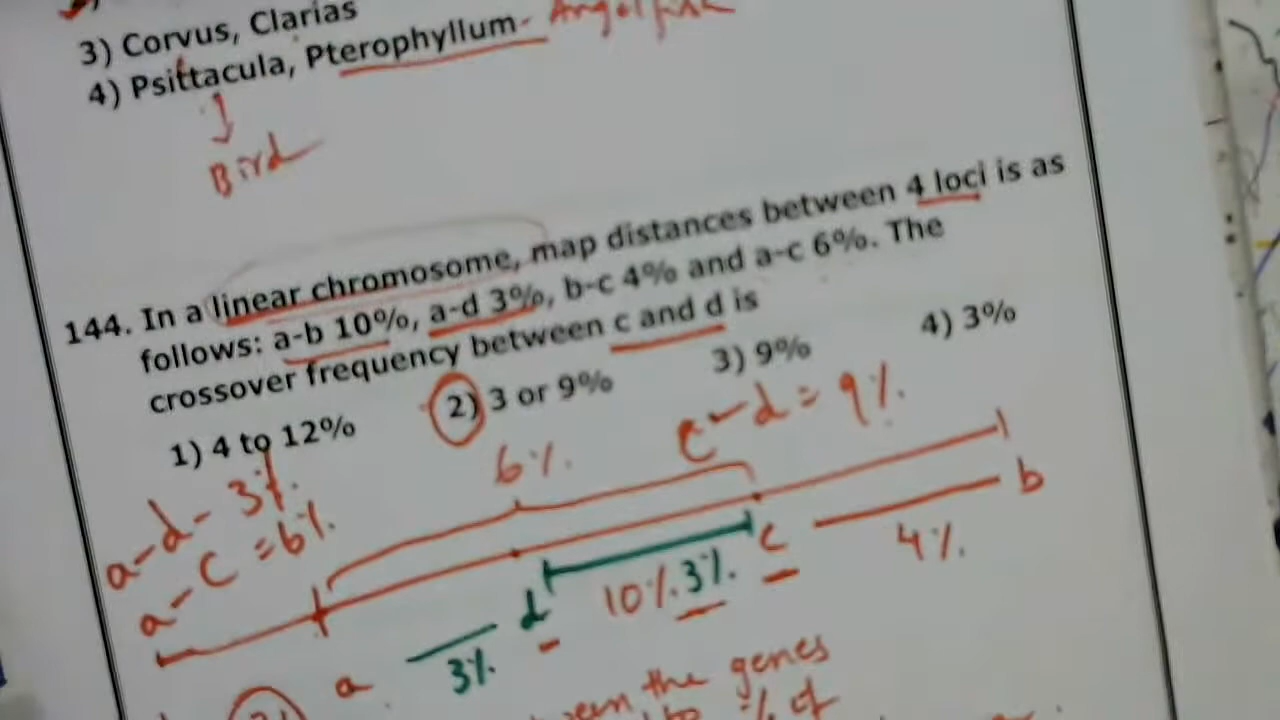 3) Corvus, Clarias
4) Psittacula, Pterophyllum - Angelfish
Bird
144. In a linear chromosome, map distances between 4 loci is as
follows: a-b 10%, a-d 3%, b-c 4% and a-c 6%. The
crossover frequency between c and d is
1) 4 to 12% 2) 3 or 9% 3) 9% 4) 3%
a-d- 3%.
a-c =6%.
6%.
c-d = 9%.
a 3%. d 10%. 3%. c 4%. b
the genes
% of